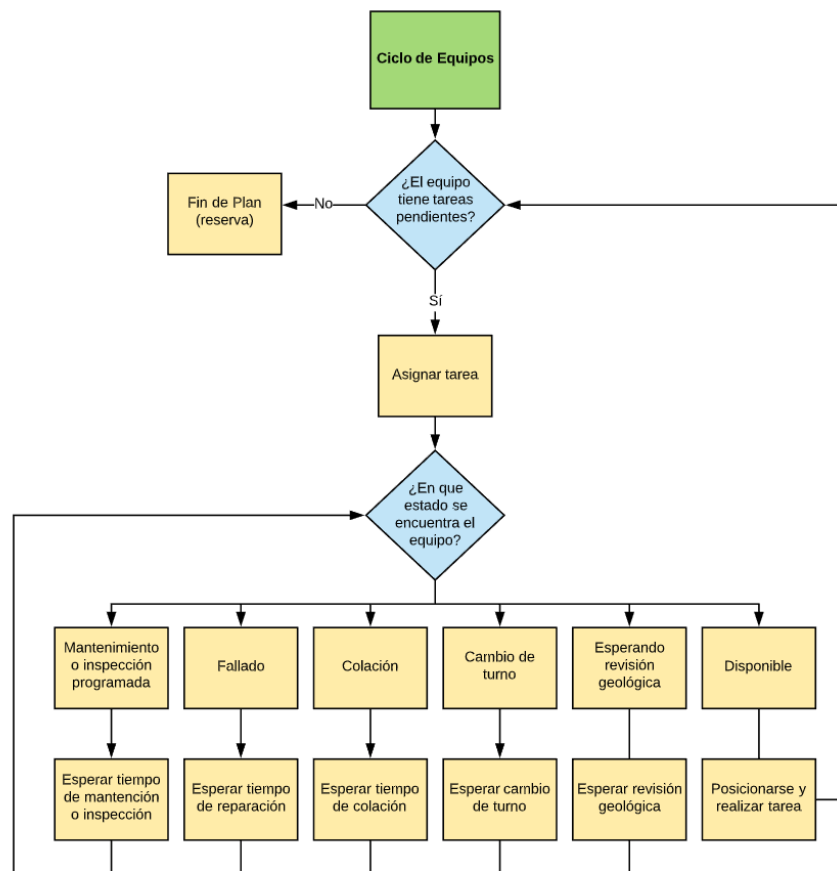 Ciclo de Equipos
¿El equipo
tiene tareas
pendientes?
No
Fin de Plan
(reserva)
Sí
Asignar tarea
¿En que
estado se
encuentra el
equipo?
Mantenimiento
o inspección
programada
Fallado
Colación
Cambio de
turno
Esperando
revisión
geológica
Disponible
Esperar tiempo
de mantención
o inspección
Esperar tiempo
de reparación
Esperar tiempo
de colación
Esperar cambio
de turno
Esperar revisión
geológica
Posicionarse y
realizar tarea